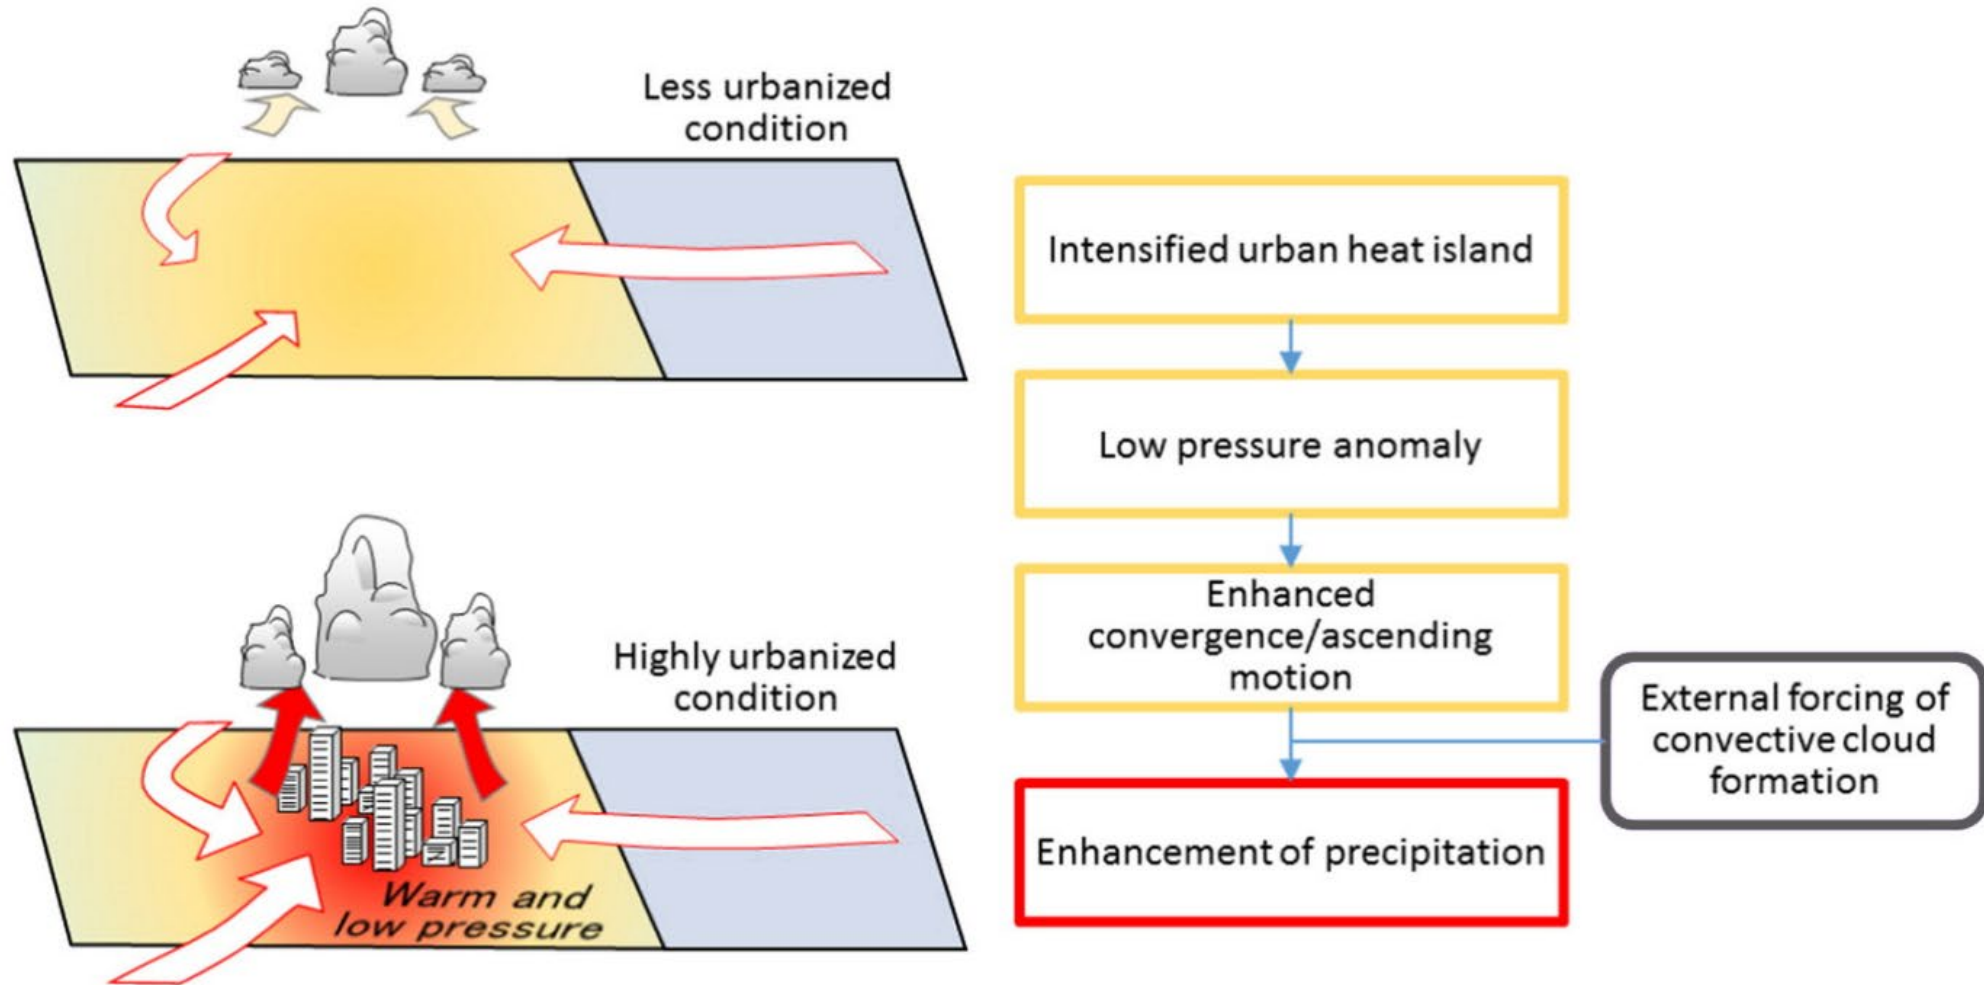 Less urbanized
condition
Highly urbanized
condition
Warm and
low pressure
Intensified urban heat island
Low pressure anomaly
Enhanced
convergence/ascending
motion
External forcing of
convective cloud
formation
Enhancement of precipitation